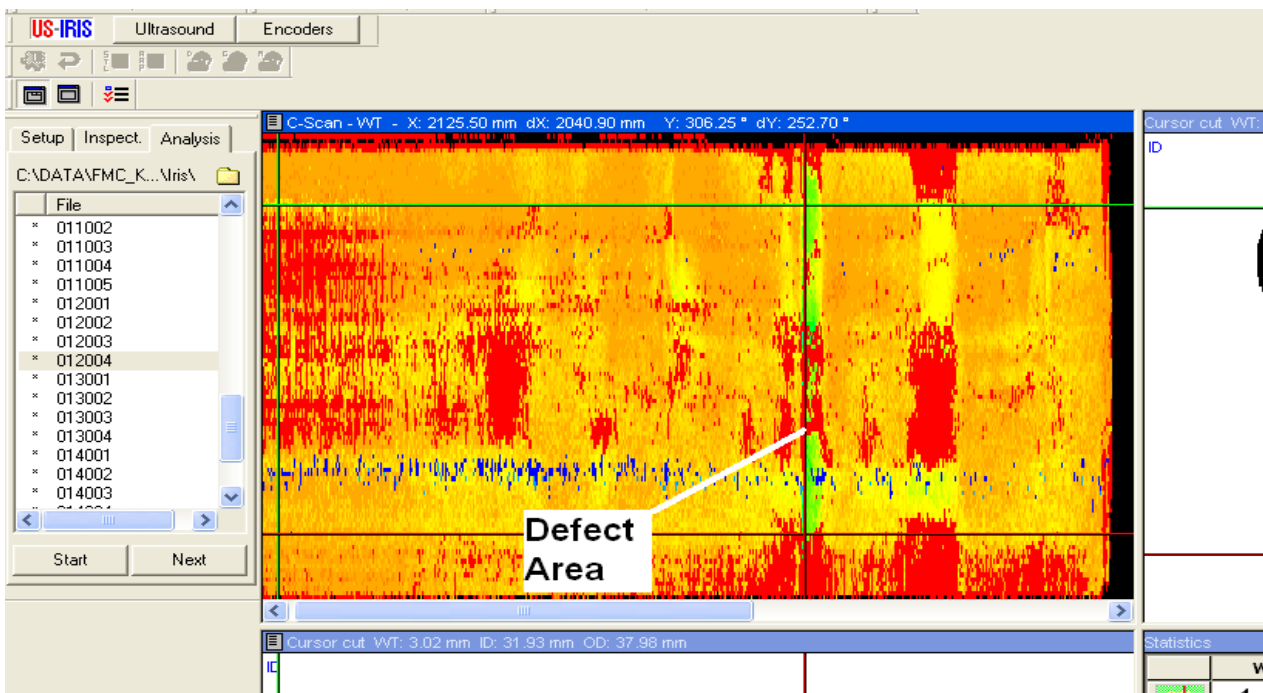 US-IRIS Ultrasound Encoders
C-Scan - WT - X: 2125.50 mm dX: 2040.90 mm Y: 306.25 ° dY: 252.70 °
Cursor cut WT:
Setup Inspect. Analysis
ID
C:\DATA\FMC_K...\Iris\
File
* 011002
* 011003
* 011004
* 011005
* 012001
* 012002
* 012003
* 012004
* 013001
* 013002
* 013003
* 013004
* 014001
* 014002
* 014003
Defect
Area
Start Next
Cursor cut WT: 3.02 mm ID: 31.93 mm OD: 37.98 mm
Statistics
ID